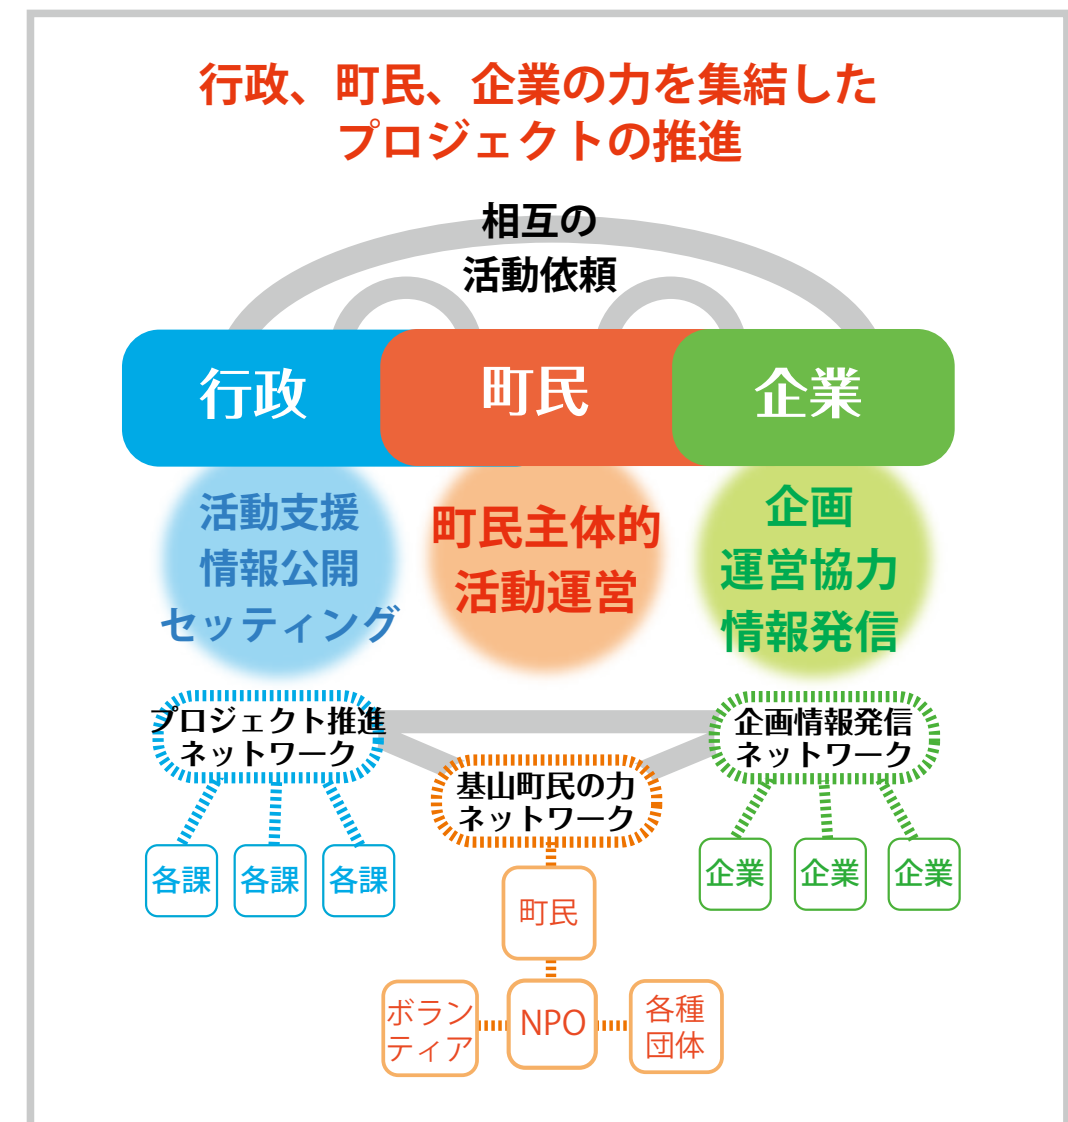 行政、町民、企業の力を集結した
プロジェクトの推進
相互の
活動依頼
行政
町民
企業
活動支援
情報公開
セッティング
町民主体的
活動運営
企画
運営協力
情報発信
プロジェクト推進
ネットワーク
基山町民の力
ネットワーク
企画情報発信
ネットワーク
各課
各課
各課
企業
企業
企業
町民
ボラン
ティア
NPO
各種
団体